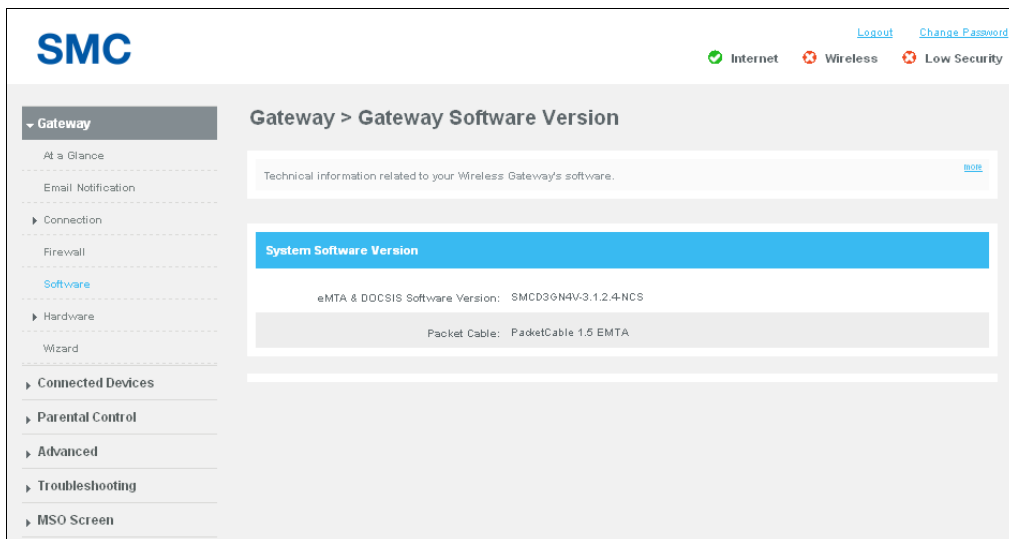 SMC
Logout Change Password
Internet Wireless Low Security
Gateway
At a Glance
Email Notification
Connection
Firewall
Software
Hardware
Wizard
Connected Devices
Parental Control
Advanced
Troubleshooting
MSO Screen
Gateway > Gateway Software Version
Technical information related to your Wireless Gateway's software. more
System Software Version
eMTA & DOCSIS Software Version: SMCD3GN4V-3.1.2.4-NCS
Packet Cable: PacketCable 1.5 EMTA